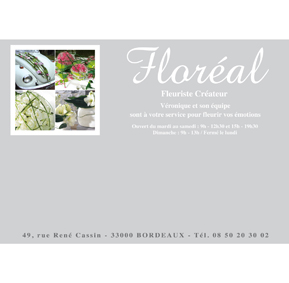 Floréal
Fleuriste Créateur
Véronique et son équipe
sont à votre service pour fleurir vos émotions
Ouvert du mardi au samedi - 9h - 12h30 et 15h - 19h30
Dimanche - 9h - 13h / Fermé le lundi
49, rue René Cassin - 33000 BORDEAUX - Tél. 08 50 20 30 02